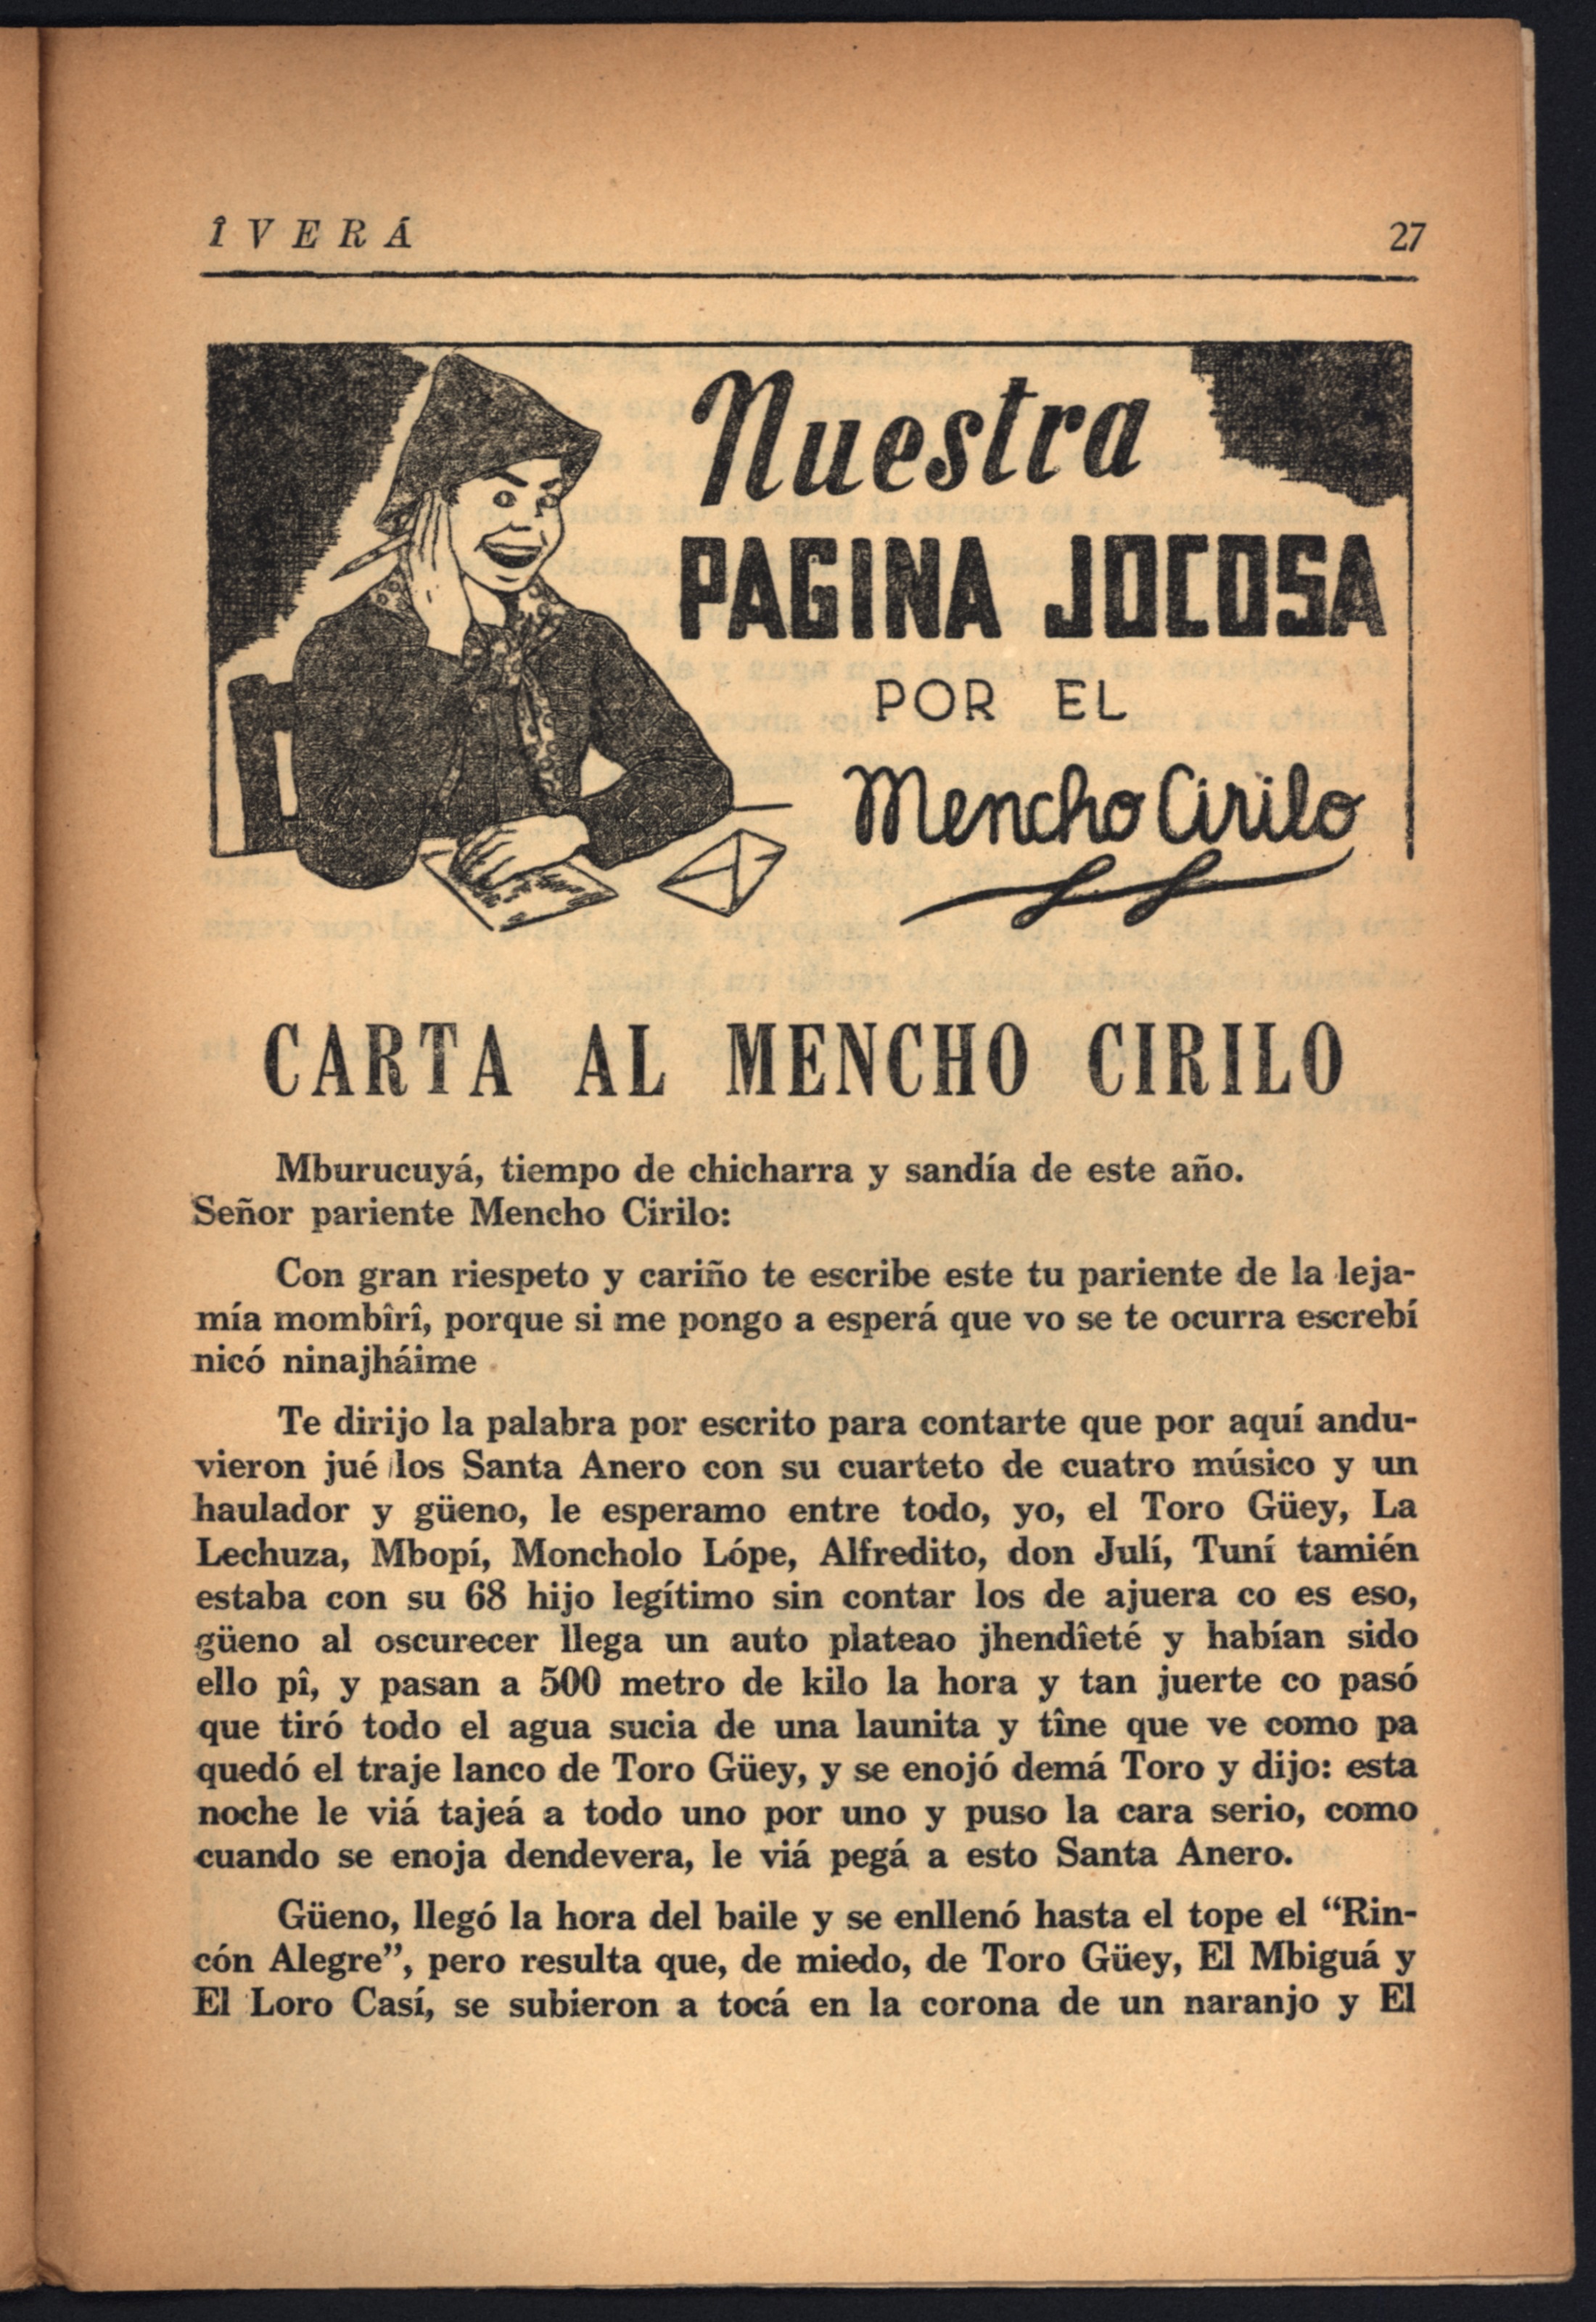 ÎVERÁ
27
Nuestra
PAGINA JOCOSA
POR EL
Mencho Cirilo
CARTA AL MENCHO CIRILO
Mburucuyá, tiempo de chicharra y sandía de este año.
Señor pariente Mencho Cirilo:
Con gran riespeto y cariño te escribe este tu pariente de la leja-
mía mombîrî, porque si me pongo a esperá que vo se te ocurra escrebí
nicó ninajháime
Te dirijo la palabra por escrito para contarte que por aquí andu-
vieron jué los Santa Anero con su cuarteto de cuatro músico y un
haulador y güeno, le esperamo entre todo, yo, el Toro Güey, La
Lechuza, Mbopí, Moncholo Lópe, Alfredito, don Julí, Tuní tamién
estaba con su 68 hijo legítimo sin contar los de ajuera co es eso,
güeno al oscurecer llega un auto plateao jhendîeté y habían sido
ello pî, y pasan a 500 metro de kilo la hora y tan juerte co pasó
que tiró todo el agua sucia de una launita y tîne que ve como pa
quedó el traje lanco de Toro Güey, y se enojó demá Toro y dijo: esta
noche le viá tajeá a todo uno por uno y puso la cara serio, como
cuando se enoja dendevera, le viá pegá a esto Santa Anero.
Güeno, llegó la hora del baile y se enllenó hasta el tope el “Rin-
cón Alegre”, pero resulta que, de miedo, de Toro Güey, El Mbiguá y
El Loro Casí, se subieron a tocá en la corona de un naranjo y El